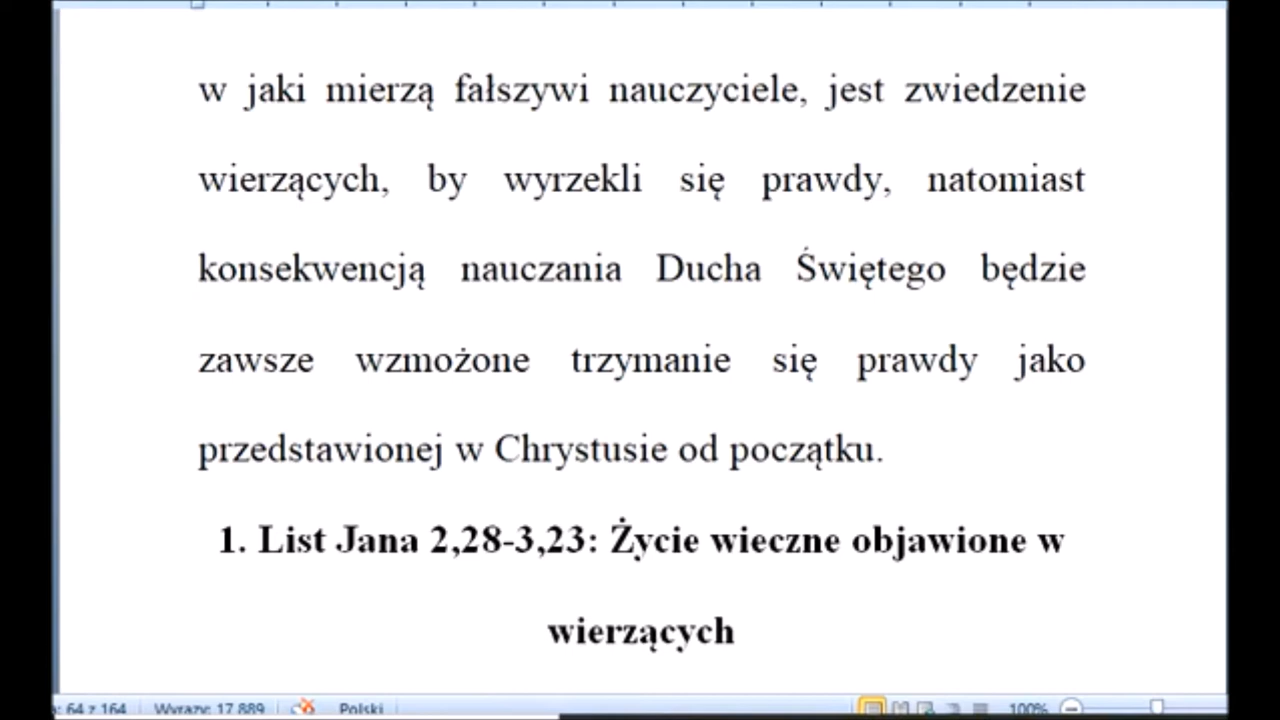 w jaki mierzą fałszywi nauczyciele, jest zwiedzenie
wierzących, by wyrzekli się prawdy, natomiast
konsekwencją nauczania Ducha Świętego będzie
zawsze wzmożone trzymanie się prawdy jako
przedstawionej w Chrystusie od początku.
1. List Jana 2,28-3,23: Życie wieczne objawione w
wierzących
: 64 z 164 Wyrazy: 17 889 Polski 100%